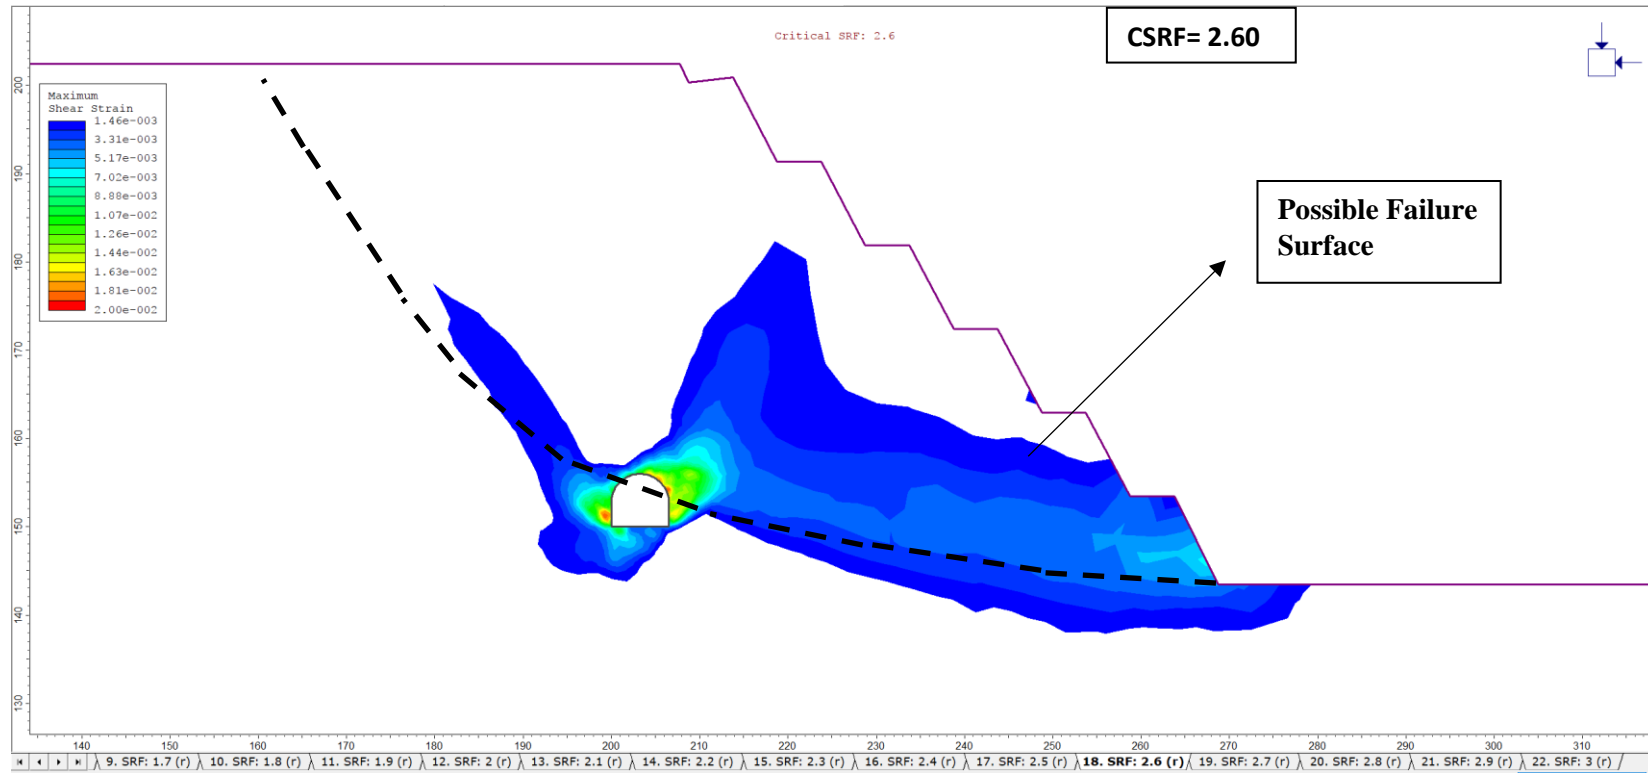 Critical SRF: 2.6
CSRF= 2.60
Maximum
Shear Strain
1.46e-003
3.31e-003
5.17e-003
7.02e-003
8.88e-003
1.07e-002
1.26e-002
1.44e-002
1.63e-002
1.81e-002
2.00e-002
Possible Failure
Surface
200
190
180
170
160
150
140
130
140 150 160 170 180 190 200 210 220 230 240 250 260 270 280 290 300 310
9. SRF: 1.7 (r) 10. SRF: 1.8 (r) 11. SRF: 1.9 (r) 12. SRF: 2 (r) 13. SRF: 2.1 (r) 14. SRF: 2.2 (r) 15. SRF: 2.3 (r) 16. SRF: 2.4 (r) 17. SRF: 2.5 (r) 18. SRF: 2.6 (r) 19. SRF: 2.7 (r) 20. SRF: 2.8 (r) 21. SRF: 2.9 (r) 22. SRF: 3 (r)